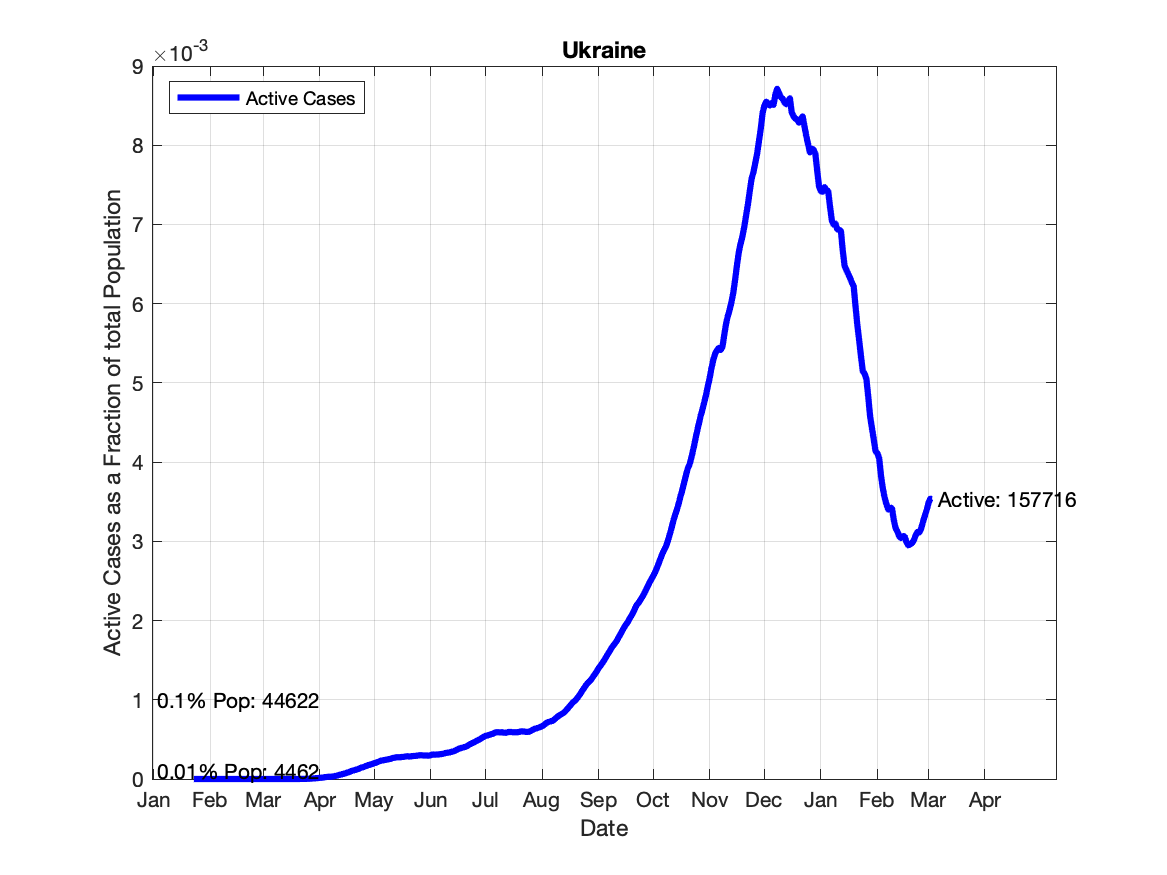 Ukraine
×10-3
Active Cases
9
8
7
6
5
4
3
2
1
0
Active Cases as a Fraction of total Population
Active: 157716
0.1% Pop: 44622
0.01% Pop: 4462
Jan Feb Mar Apr May Jun Jul Aug Sep Oct Nov Dec Jan Feb Mar Apr
Date